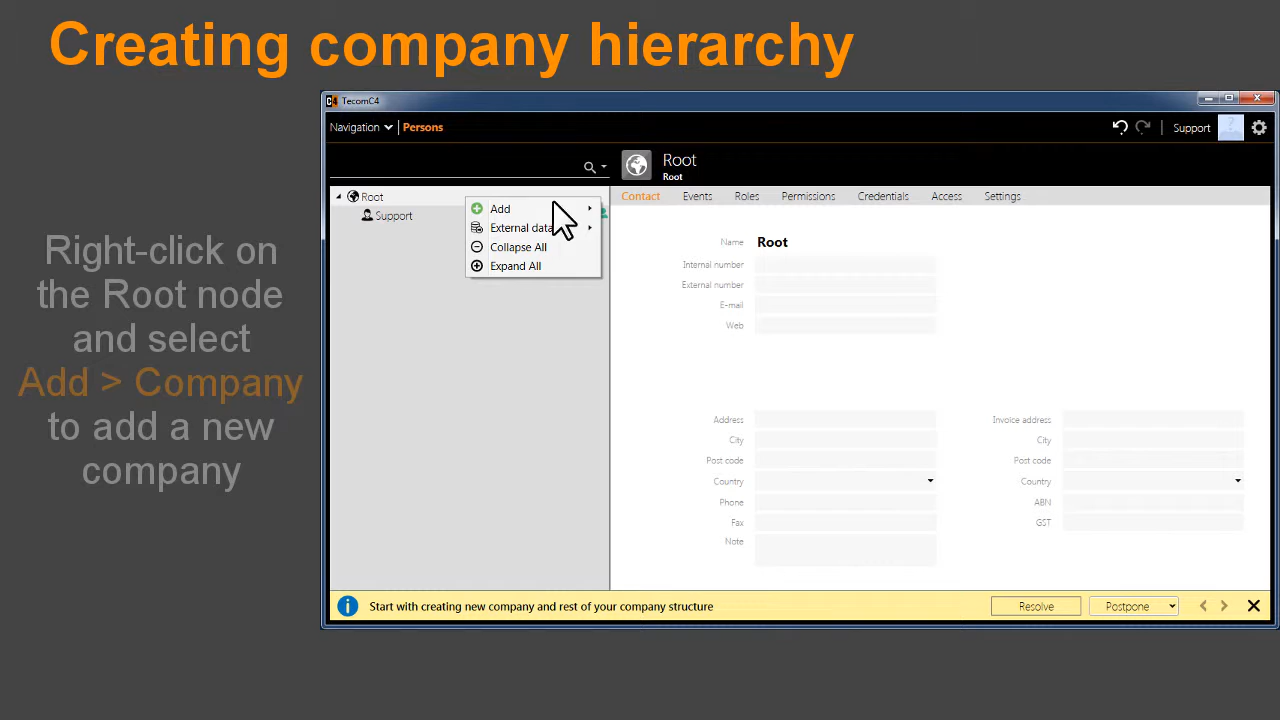 Creating company hierarchy
TecomC4
Navigation | Persons
Support
Root
Root
Root
Support
Add
External data
Collapse All
Expand All
Contact Events Roles Permissions Credentials Access Settings
Name Root
Internal number
External number
E-mail
Web
Address Invoice address
City City
Post code Post code
Country Country
Phone ABN
Fax GST
Note
Right-click on
the Root node
and select
Add > Company
to add a new
company
Start with creating new company and rest of your company structure
Resolve Postpone